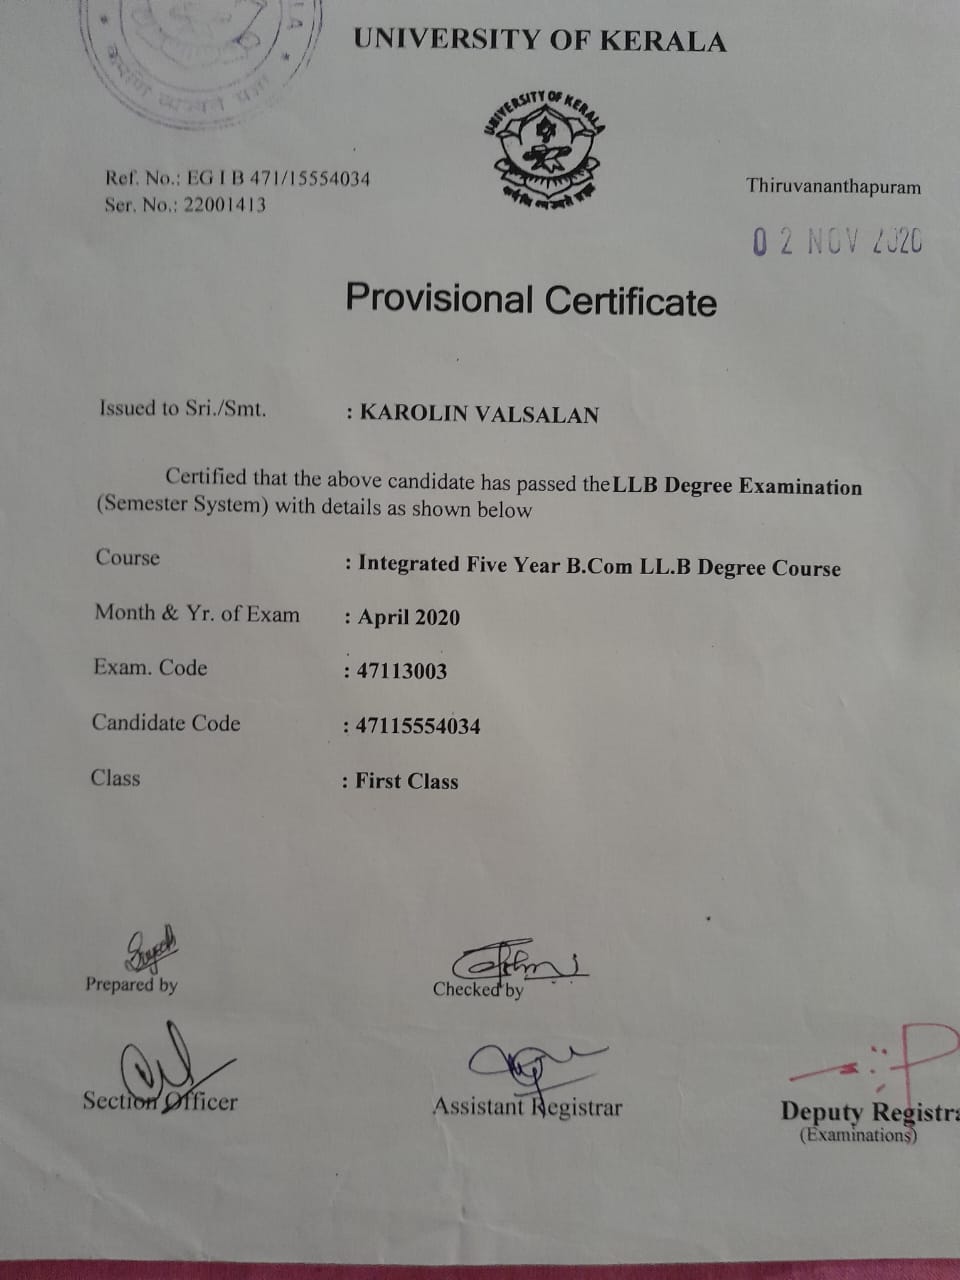 UNIVERSITY OF KERALA
UNIVERSITY OF KERALA
Ref. No.: EG I B 471/15554034
Ser. No.: 22001413
Thiruvananthapuram
02 NOV 2020
Provisional Certificate
Issued to Sri./Smt. : KAROLIN VALSALAN
Certified that the above candidate has passed the LLB Degree Examination
(Semester System) with details as shown below
Course : Integrated Five Year B.Com LL.B Degree Course
Month & Yr. of Exam : April 2020
Exam. Code : 47113003
Candidate Code : 47115554034
Class : First Class
Prepared by
Checked by
Section Officer
Assistant Registrar
Deputy Registra
(Examinations)